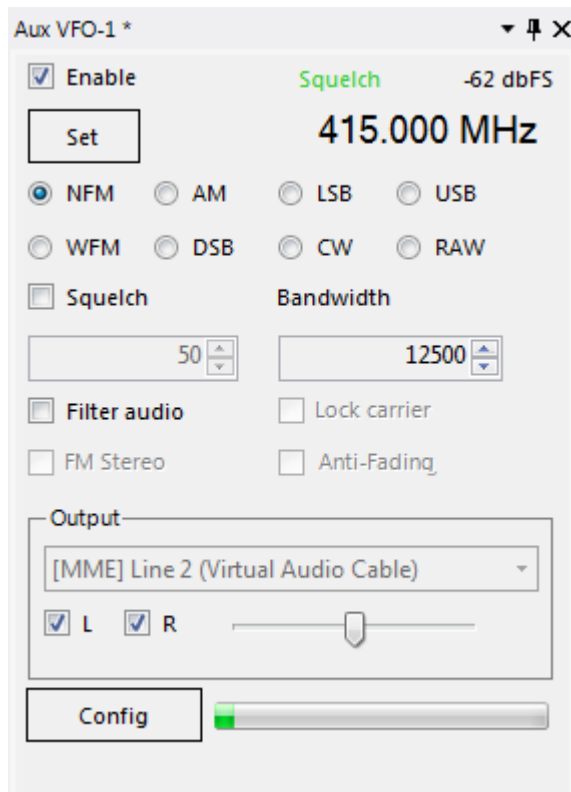 Aux VFO-1 *
Enable Squelch -62 dbFS
Set 415.000 MHz
NFM AM LSB USB
WFM DSB CW RAW
Squelch Bandwidth
50 12500
Filter audio Lock carrier
FM Stereo Anti-Fading
Output
[MME] Line 2 (Virtual Audio Cable)
L R
Config